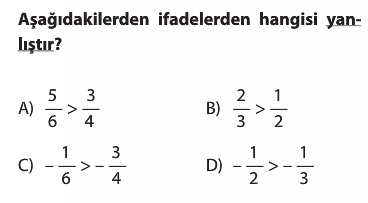 Aşağıdakilerden ifadelerden hangisi yan-
lıştır?
A) 5/6 > 3/4
B) 2/3 > 1/2
C) -1/6 > -3/4
D) -1/2 > -1/3